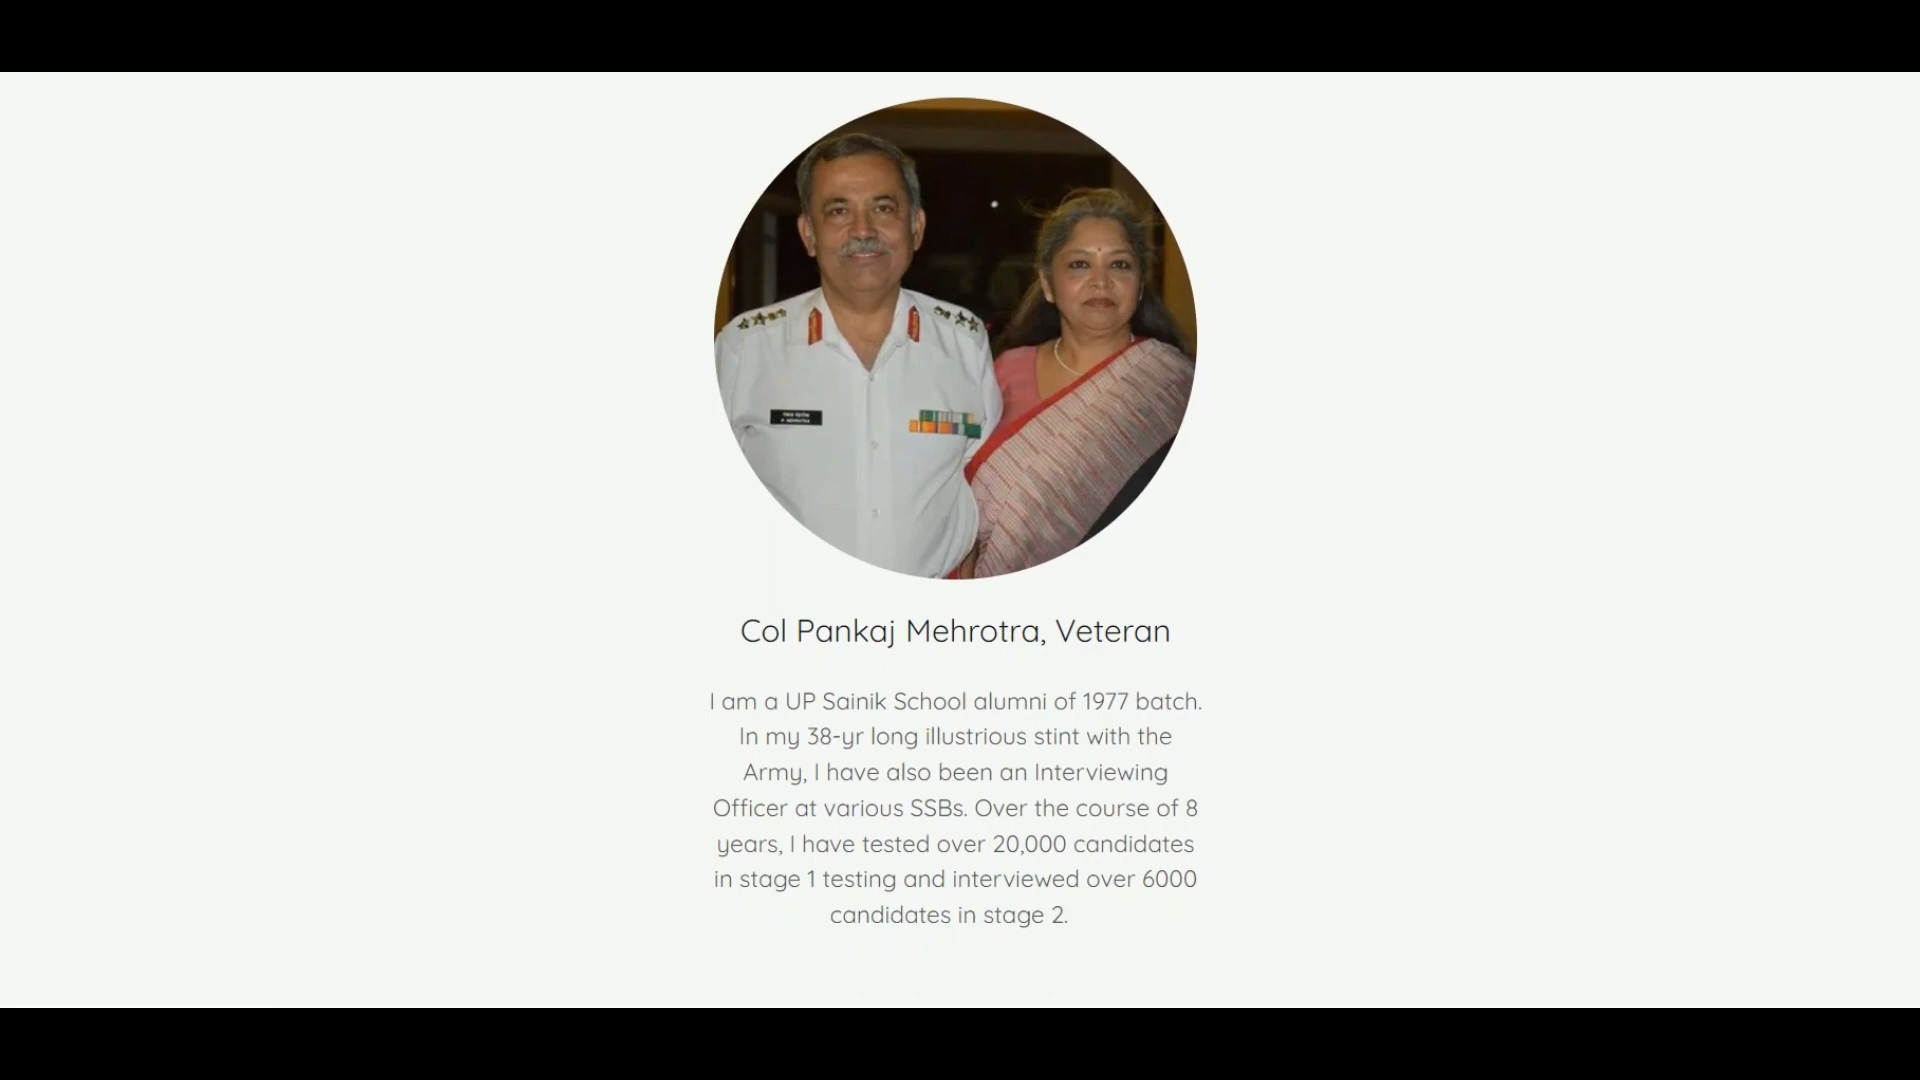 P. MEHROTRA
Col Pankaj Mehrotra, Veteran
I am a UP Sainik School alumni of 1977 batch.
In my 38-yr long illustrious stint with the
Army, I have also been an Interviewing
Officer at various SSBs. Over the course of 8
years, I have tested over 20,000 candidates
in stage 1 testing and interviewed over 6000
candidates in stage 2.